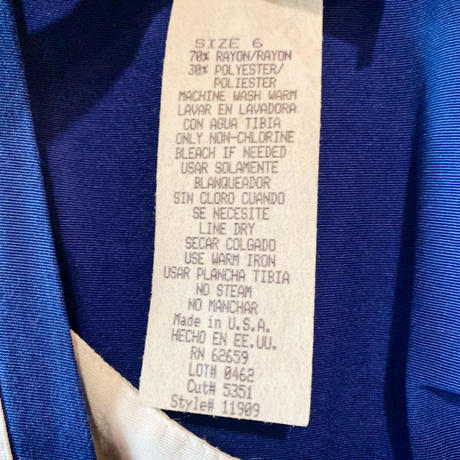 SIZE 6
70% RAYON/RAYON
30% POLYESTER/
POLIESTER
MACHINE WASH WARM
LAVAR EN LAVADORA
CON AGUA TIBIA
ONLY NON-CHLORINE
BLEACH IF NEEDED
USAR SOLAMENTE
BLANQUEADOR
SIN CLORO CUANDO
SE NECESITE
LINE DRY
SECAR COLGADO
USE WARM IRON
USAR PLANCHA TIBIA
NO STEAM
NO MANCHAR
Made in U.S.A.
HECHO EN EE.UU.
RN 62659
LOT# 0462
Cut# 5351
Style# 11909